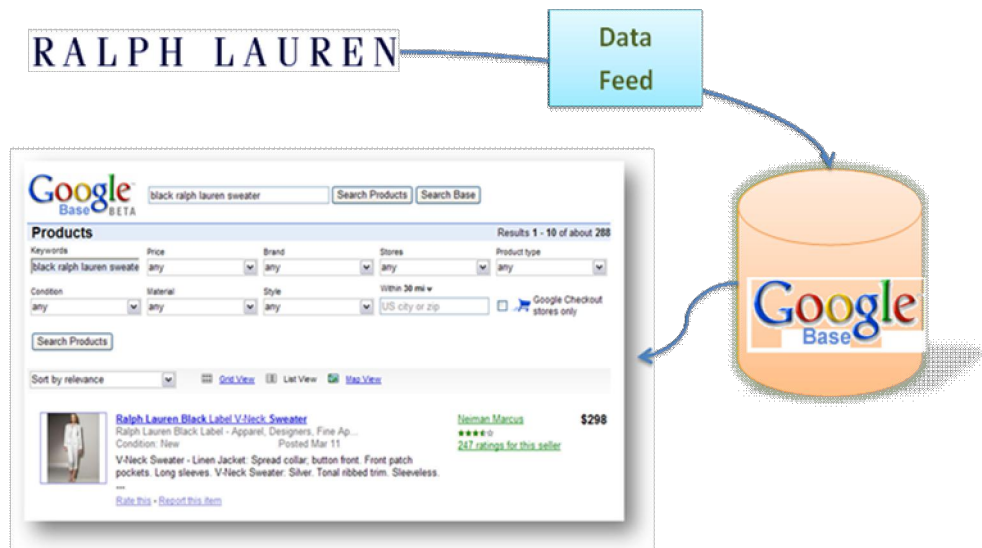 RALPH LAUREN
Data
Feed
Google
Base BETA
black ralph lauren sweater
Search Products
Search Base
Products
Results 1 - 10 of about 288
Keywords
Price
Brand
Stores
Product type
black ralph lauren sweate
any
any
any
any
Condition
Material
Style
Within 30 mi
any
any
any
US city or zip
Google Checkout
stores only
Search Products
Sort by relevance
Grid View
List View
Map View
Ralph Lauren Black Label V-Neck Sweater
Neiman Marcus
$298
Ralph Lauren Black Label - Apparel, Designers, Fine Ap...
Condition: New
Posted Mar 11
247 ratings for this seller
V-Neck Sweater - Linen Jacket: Spread collar, button front. Front patch
pockets. Long sleeves. V-Neck Sweater: Silver. Tonal ribbed trim. Sleeveless.
...
Rate this - Report this item
Google
Base